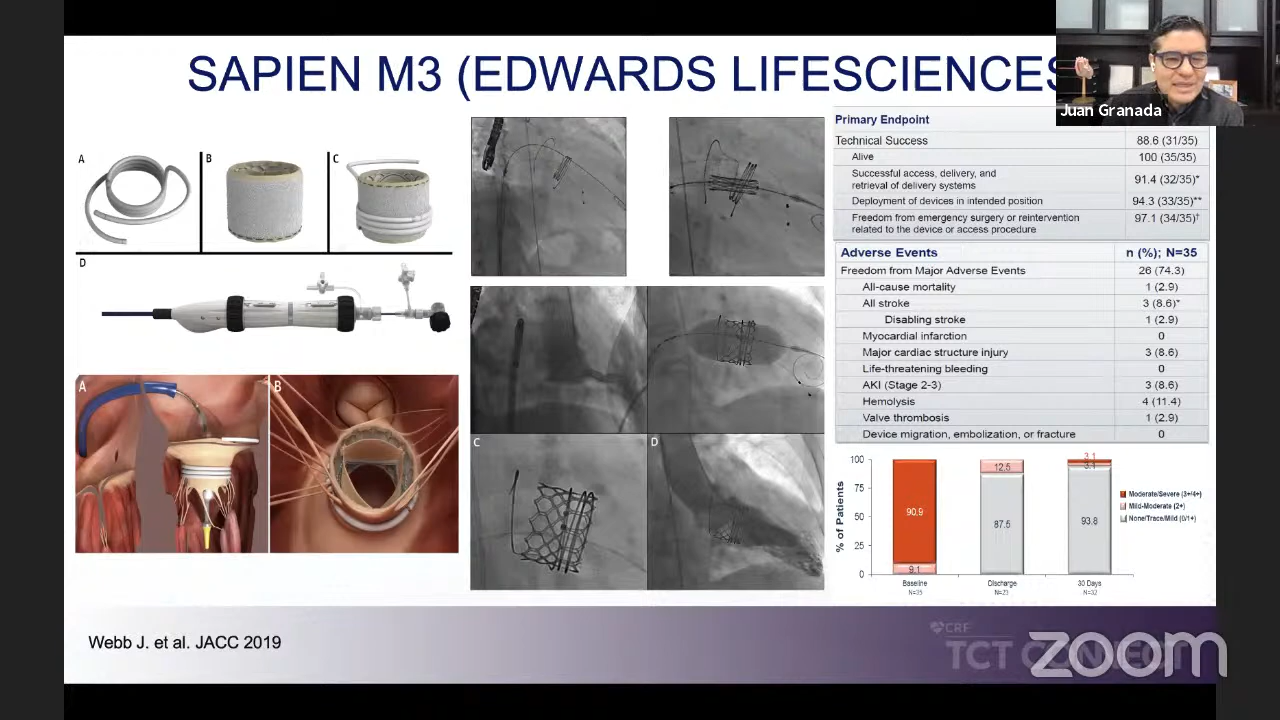 SAPIEN M3 (EDWARDS LIFESCIENCES
Juan Granada
A
B
C
D
A
B
C
D
Primary Endpoint
Technical Success 88.6 (31/35)
Alive 100 (35/35)
Successful access, delivery, and
retrieval of delivery systems 91.4 (32/35)*
Deployment of devices in intended position 94.3 (33/35)**
Freedom from emergency surgery or reintervention
related to the device or access procedure 97.1 (34/35)†
Adverse Events n (%); N=35
Freedom from Major Adverse Events 26 (74.3)
All-cause mortality 1 (2.9)
All stroke 3 (8.6)*
Disabling stroke 1 (2.9)
Myocardial infarction 0
Major cardiac structure injury 3 (8.6)
Life-threatening bleeding 0
AKI (Stage 2-3) 3 (8.6)
Hemolysis 4 (11.4)
Valve thrombosis 1 (2.9)
Device migration, embolization, or fracture 0
% of Patients
100
75
50
25
0
90.9
9.1
12.5
87.5
3.1
3.1
93.8
Baseline
N=35
Discharge
30 Days
N=32
Moderate/Severe (3+/4+)
Mild-Moderate (2+)
None/Trace/Mild (0/1+)
Webb J. et al. JACC 2019
CRF
TCT
zoom